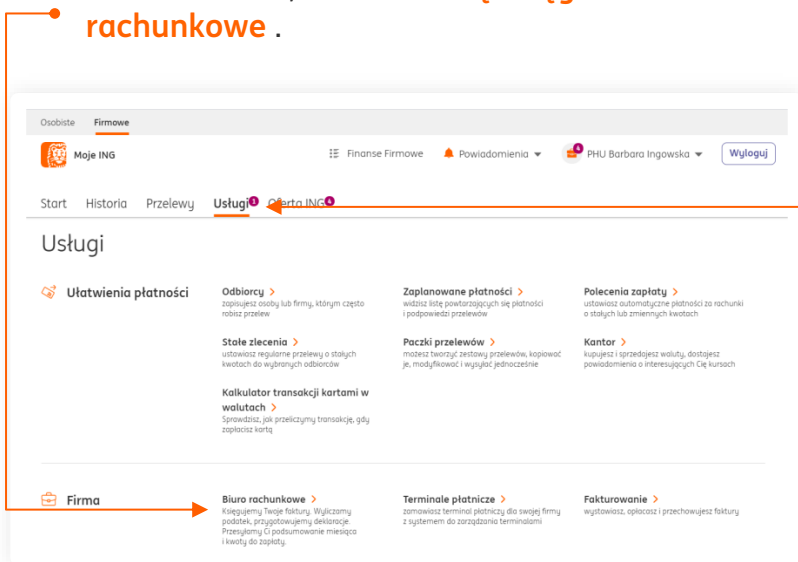 rachunkowe .
Osobiste Firmowe
Moje ING
Finanse Firmowe
Powiadomienia
4
PHU Barbara Ingowska
Wyloguj
Start Historia Przelewy Usługi 1 Oferta ING 4
Usługi
Ułatwienia płatności
Odbiorcy >
zapisujesz osoby lub firmy, którym często
robisz przelew
Zaplanowane płatności >
widzisz listę powtarzających się płatności
i podpowiedzi przelewów
Polecenia zapłaty >
ustawiasz automatyczne płatności za rachunki
o stałych lub zmiennych kwotach
Stałe zlecenia >
ustawiasz regularne przelewy o stałych
kwotach do wybranych odbiorców
Paczki przelewów >
możesz tworzyć zestawy przelewów, kopiować
je, modyfikować i wysyłać jednocześnie
Kantor >
kupujesz i sprzedajesz waluty, dostajesz
powiadomienia o interesujących Cię kursach
Kalkulator transakcji kartami w
walutach >
Sprawdzisz, jak przeliczymy transakcję, gdy
zapłacisz kartą
Firma
Biuro rachunkowe >
Księgujemy Twoje faktury. Wyliczamy
podatek, przygotowujemy deklaracje.
Przesyłamy Ci podsumowanie miesiąca
i kwoty do zapłaty.
Terminale płatnicze >
zamawiasz terminal płatniczy dla swojej firmy
z systemem do zarządzania terminalami
Fakturowanie >
wystawiasz, opłacasz i przechowujesz faktury